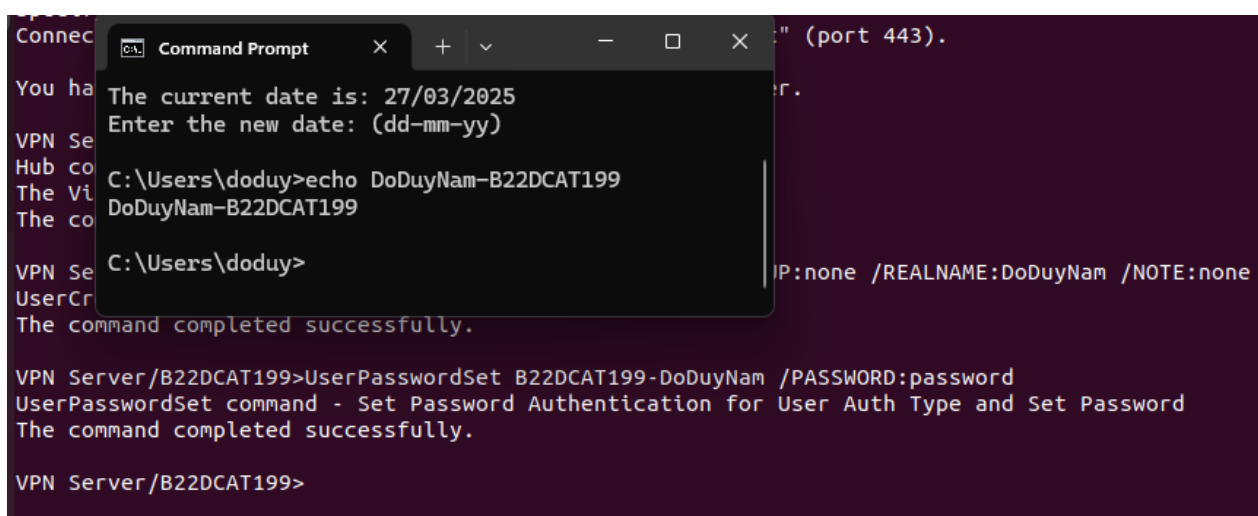 Connec
" (port 443).
You ha
r.
VPN Se
Hub co
The Vi
The co
VPN Se
P:none /REALNAME:DoDuyNam /NOTE:none
UserCr
The command completed successfully.
VPN Server/B22DCAT199>UserPasswordSet B22DCAT199-DoDuyNam /PASSWORD:password
UserPasswordSet command - Set Password Authentication for User Auth Type and Set Password
The command completed successfully.
VPN Server/B22DCAT199>
Command Prompt
The current date is: 27/03/2025
Enter the new date: (dd-mm-yy)
C:\Users\doduy>echo DoDuyNam-B22DCAT199
DoDuyNam-B22DCAT199
C:\Users\doduy>